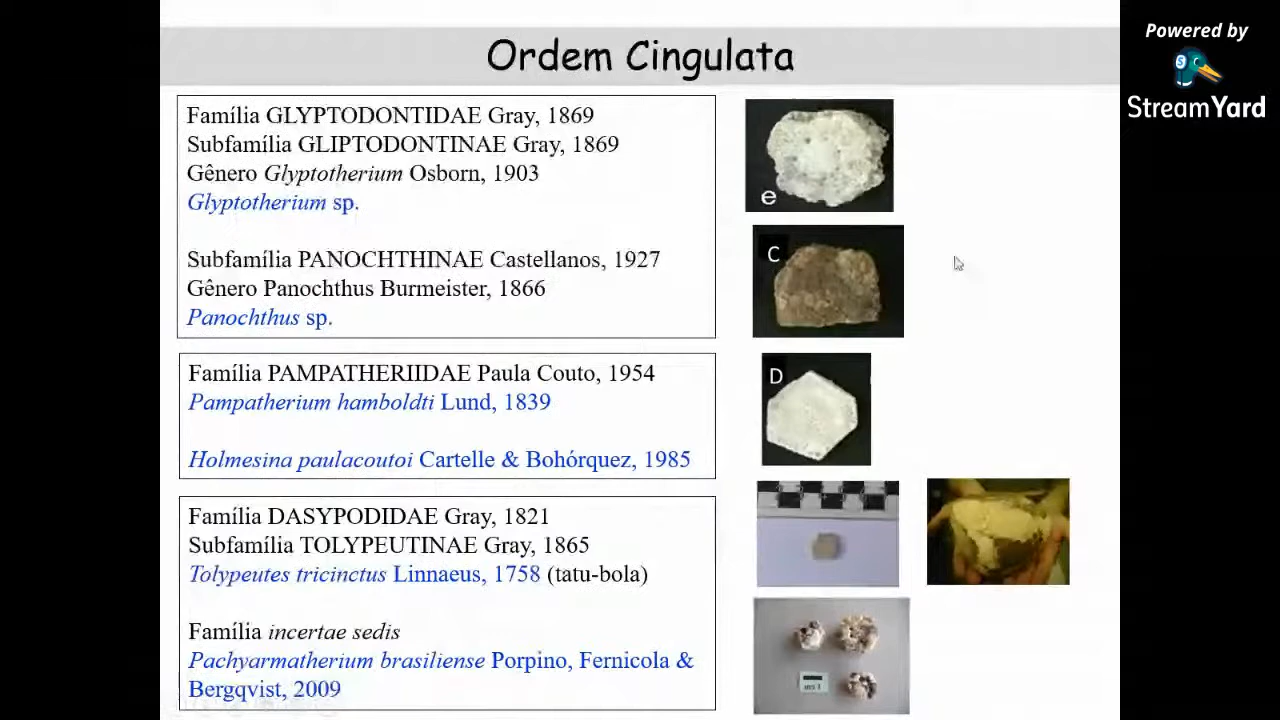 Ordem Cingulata
Powered by
StreamYard
Família GLYPTODONTIDAE Gray, 1869
Subfamília GLIPTODONTINAE Gray, 1869
Gênero Glyptotherium Osborn, 1903
Glyptotherium sp.
Subfamília PANOCHTHINAE Castellanos, 1927
Gênero Panochthus Burmeister, 1866
Panochthus sp.
e
C
Família PAMPATHERIIDAE Paula Couto, 1954
Pampatherium hamboldti Lund, 1839
Holmesina paulacoutoi Cartelle & Bohórquez, 1985
D
Família DASYPODIDAE Gray, 1821
Subfamília TOLYPEUTINAE Gray, 1865
Tolypeutes tricinctus Linnaeus, 1758 (tatu-bola)
Família incertae sedis
Pachyarmatherium brasiliense Porpino, Fernicola &
Bergqvist, 2009